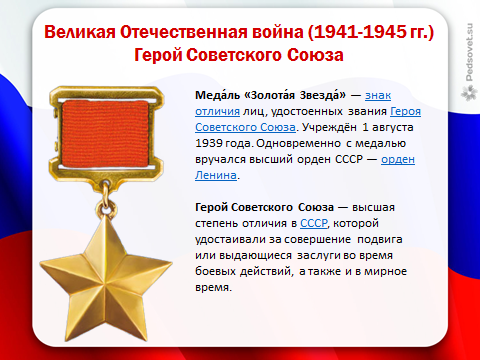 Великая Отечественная война (1941-1945 гг.)
Герой Советского Союза
Меда́ль «Золота́я Звезда́» — знак
отличия лиц, удостоенных звания Героя
Советского Союза. Учреждён 1 августа
1939 года. Одновременно с медалью
вручался высший орден СССР — орден
Ленина.
Герой Советского Союза — высшая
степень отличия в СССР, которой
удостаивали за совершение подвига
или выдающиеся заслуги во время
боевых действий, а также и в мирное
время.
Pedsovet.su